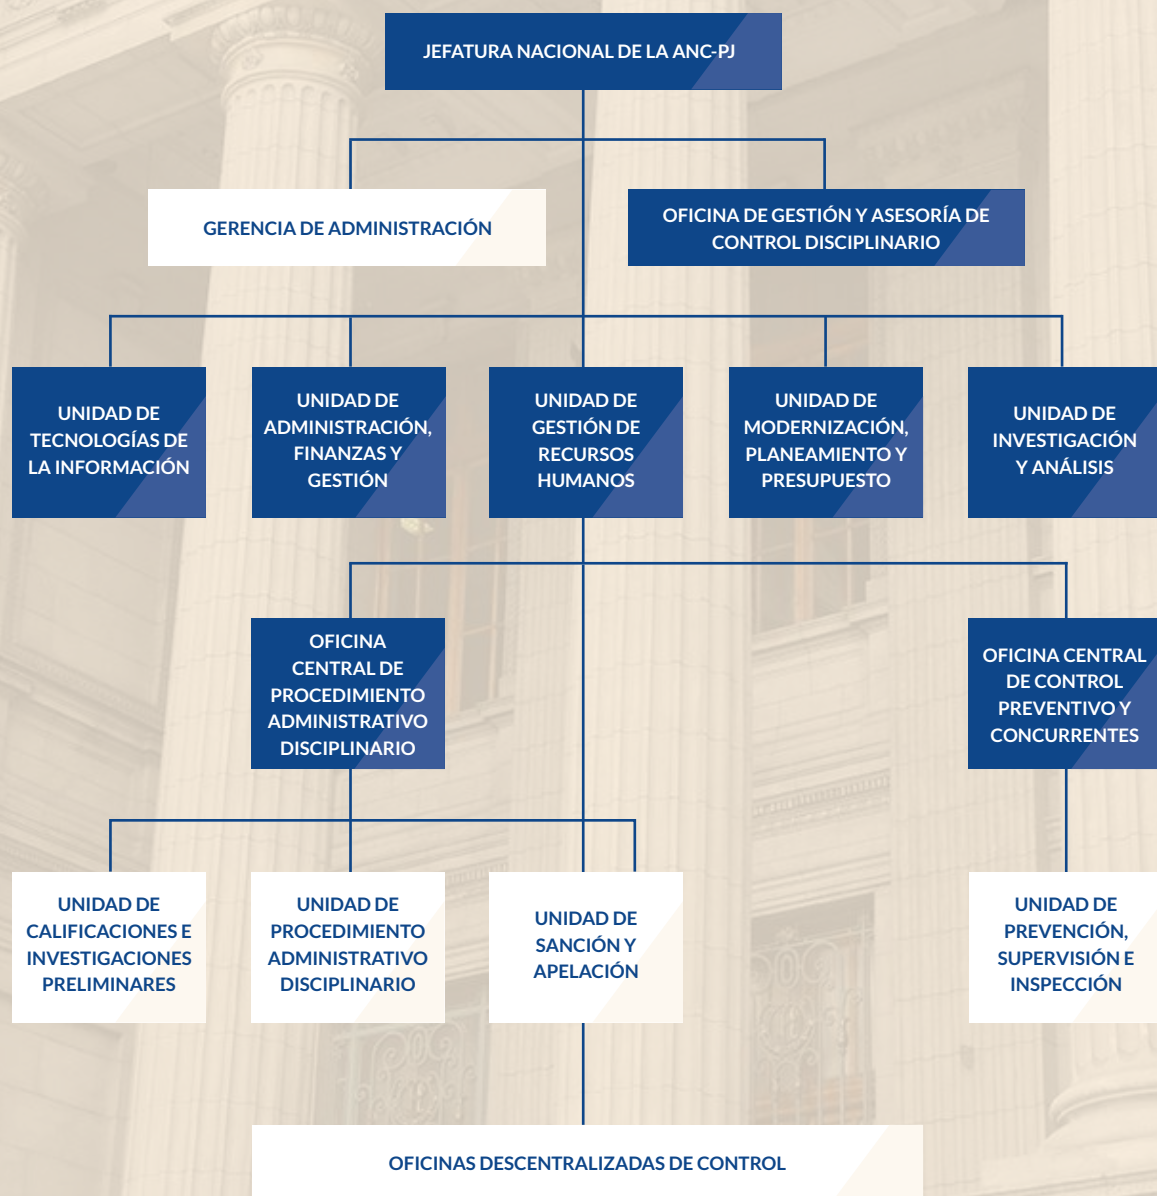 JEFATURA NACIONAL DE LA ANC-PJ
GERENCIA DE ADMINISTRACIÓN
OFICINA DE GESTIÓN Y ASESORÍA DE
CONTROL DISCIPLINARIO
UNIDAD DE
TECNOLOGÍAS DE
LA INFORMACIÓN
UNIDAD DE
ADMINISTRACIÓN,
FINANZAS Y
GESTIÓN
UNIDAD DE
GESTIÓN DE
RECURSOS
HUMANOS
UNIDAD DE
MODERNIZACIÓN,
PLANEAMIENTO Y
PRESUPUESTO
UNIDAD DE
INVESTIGACIÓN
Y ANÁLISIS
OFICINA
CENTRAL DE
PROCEDIMIENTO
ADMINISTRATIVO
DISCIPLINARIO
OFICINA CENTRAL
DE CONTROL
PREVENTIVO Y
CONCURRENTES
UNIDAD DE
CALIFICACIONES E
INVESTIGACIONES
PRELIMINARES
UNIDAD DE
PROCEDIMIENTO
ADMINISTRATIVO
DISCIPLINARIO
UNIDAD DE
SANCIÓN Y
APELACIÓN
UNIDAD DE
PREVENCIÓN,
SUPERVISIÓN E
INSPECCIÓN
OFICINAS DESCENTRALIZADAS DE CONTROL